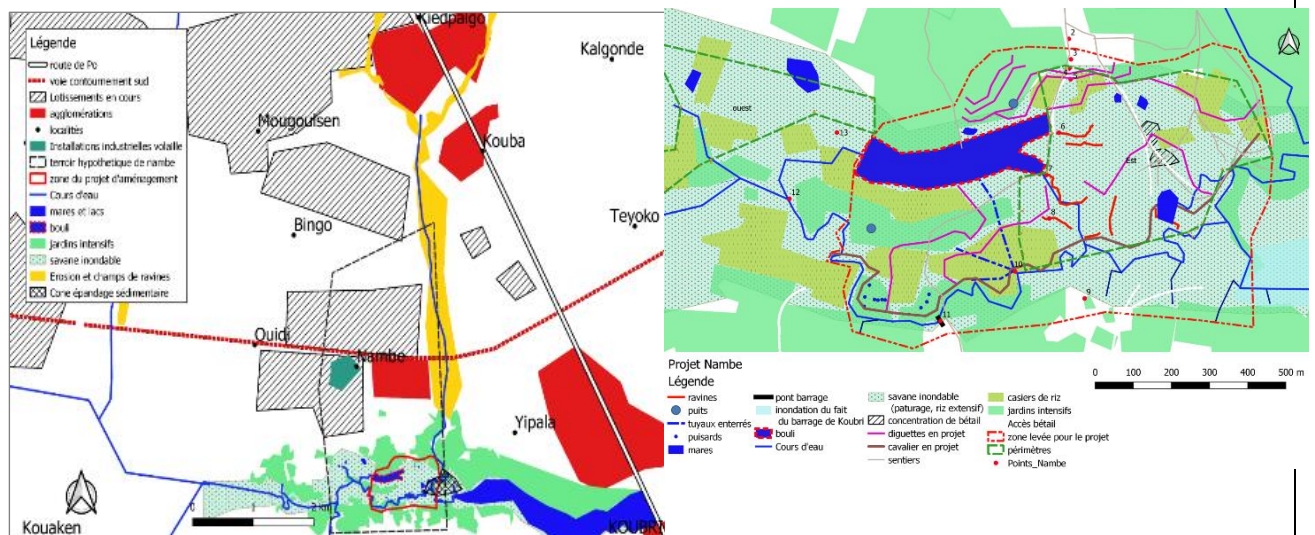 Kiedpalgo
Légende
route de Po
voie contournement sud
Lotissements en cours
agglomérations
localités
Installations industrielles volaille
terroir hypothetique de nambe
zone du projet d'aménagement
Cours d'eau
mares et lacs
bouli
jardins intensifs
savane inondable
Erosion et champs de ravines
Cone épandage sédimentaire
Kalgonde
Mougoulsen
Kouba
Bingo
Teyoko
Ouidi
Nambe
Yipala
0 1 2 km
Kouaken
KOUBRI
2
3
ouest
13
6
Est
12
7
8
10
9
11
Projet Nambe
Légende
ravines
puits
tuyaux enterrés
puisards
mares
pont barrage
inondation du fait
du barrage de Koubri
bouli
Cours d'eau
savane inondable
(paturage, riz extensif)
concentration de bétail
diguettes en projet
cavalier en projet
sentiers
casiers de riz
jardins intensifs
Accès bétail
zone levée pour le projet
périmètres
Points_Nambe
0 100 200 300 400 500 m